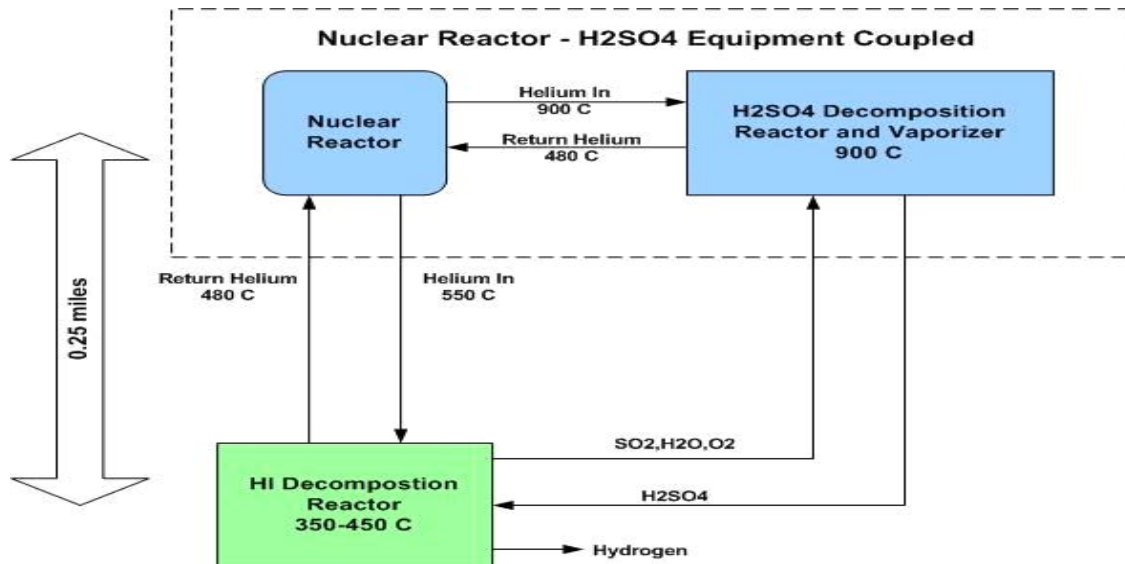 Nuclear Reactor - H2SO4 Equipment Coupled
Nuclear
Reactor
Helium In
900 C
Return Helium
480 C
H2SO4 Decomposition
Reactor and Vaporizer
900 C
0.25 miles
Return Helium
480 C
Helium In
550 C
SO2,H2O,O2
H2SO4
HI Decompostion
Reactor
350-450 C
Hydrogen